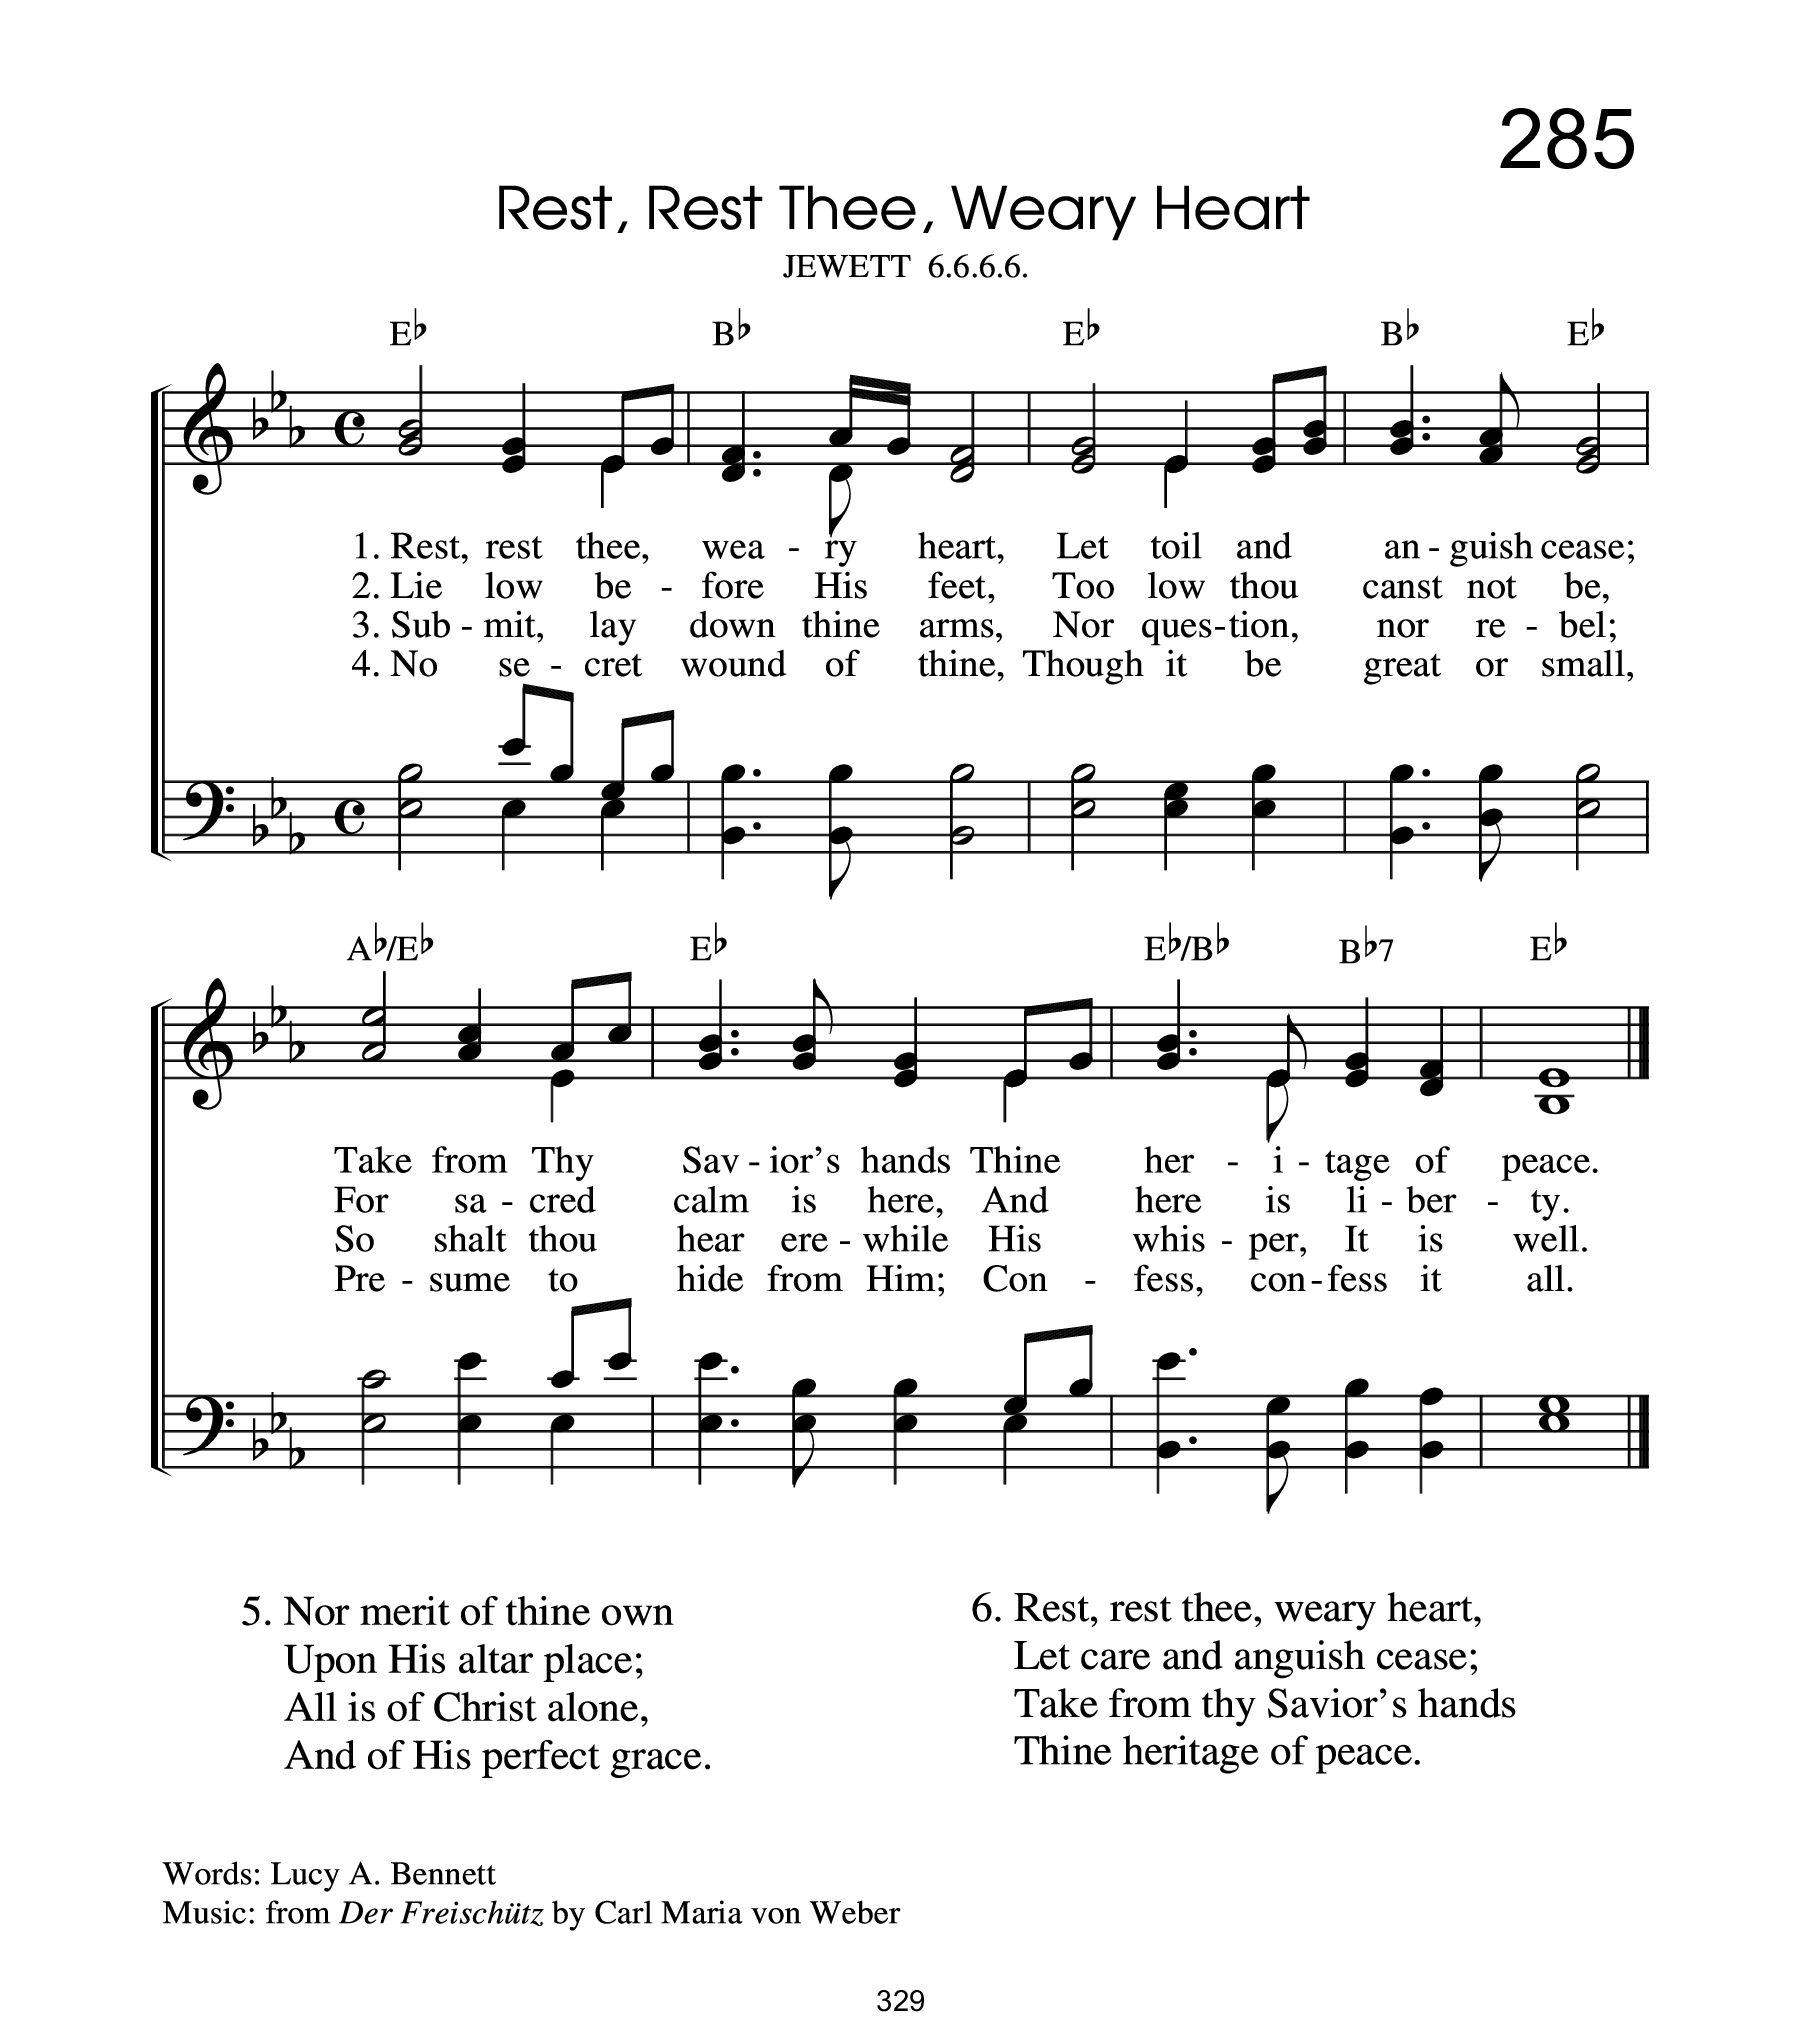 285
Rest, Rest Thee, Weary Heart
JEWETT 6.6.6.6.
E♭ B♭ E♭ B♭ E♭
1. Rest, rest thee, wea - ry heart, Let toil and an - guish cease;
2. Lie low be - fore His feet, Too low thou canst not be,
3. Sub - mit, lay down thine arms, Nor ques - tion, nor re - bel;
4. No se - cret wound of thine, Though it be great or small,
A♭/E♭ E♭ E♭/B♭ B♭7 E♭
Take from Thy Sav - ior's hands Thine her - i - tage of peace.
For sa - cred calm is here, And here is li - ber - ty.
So shalt thou hear ere - while His whis - per, It is well.
Pre - sume to hide from Him; Con - fess, con - fess it all.
5. Nor merit of thine own
Upon His altar place;
All is of Christ alone,
And of His perfect grace.
6. Rest, rest thee, weary heart,
Let care and anguish cease;
Take from thy Savior's hands
Thine heritage of peace.
Words: Lucy A. Bennett
Music: from Der Freischütz by Carl Maria von Weber
329